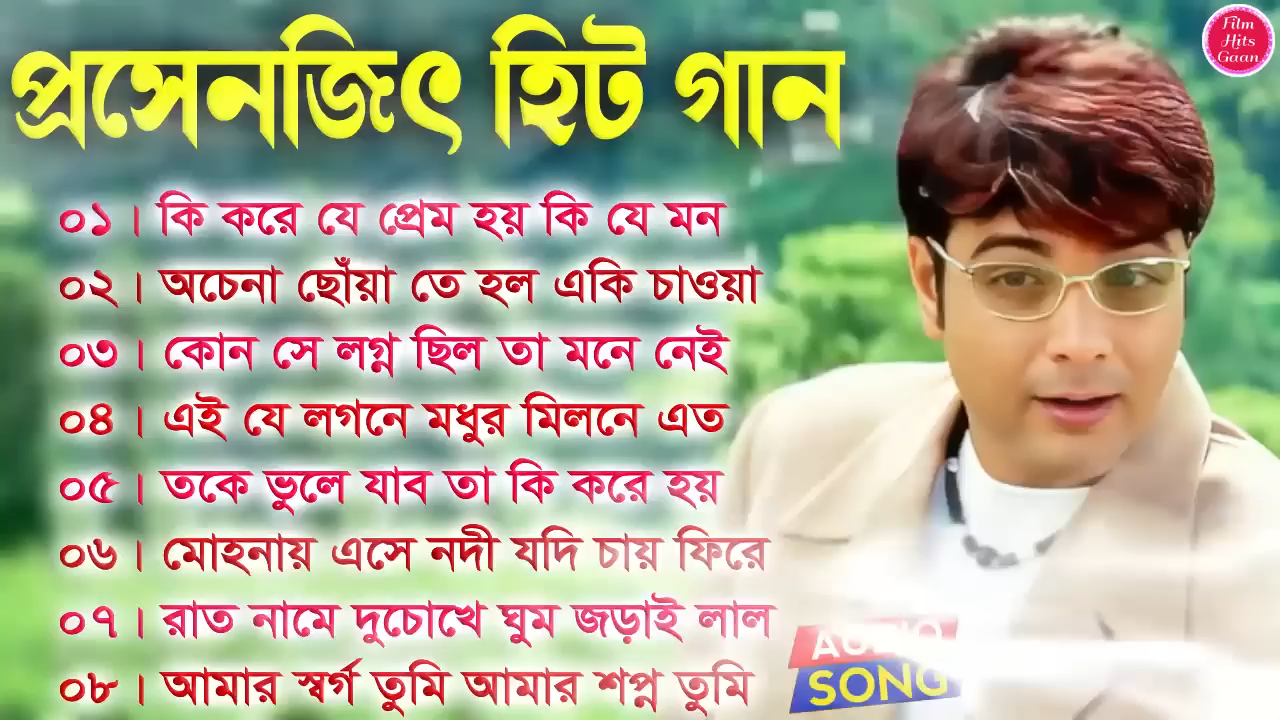 প্রসেনজিৎ হিট গান
Film
Hits
Gaan
০১। কি করে যে প্রেম হয় কি যে মন
০২। অচেনা ছোঁয়া তে হল একি চাওয়া
০৩। কোন সে লগ্ন ছিল তা মনে নেই
০৪। এই যে লগনে মধুর মিলনে এত
০৫। তকে ভুলে যাব তা কি করে হয়
০৬। মোহনায় এসে নদী যদি চায় ফিরে
০৭। রাত নামে দুচোখে ঘুম জড়াই লাল
০৮। আমার স্বর্গ তুমি আমার শপ্ন তুমি
AUDIO
SONG